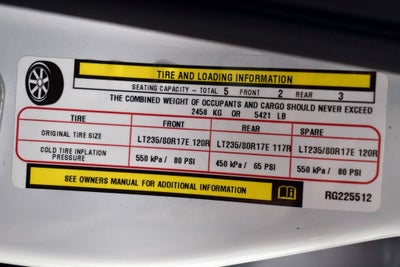 TIRE AND LOADING INFORMATION
SEATING CAPACITY - TOTAL 5 FRONT 2 REAR 3
THE COMBINED WEIGHT OF OCCUPANTS AND CARGO SHOULD NEVER EXCEED
2458 KG OR 5421 LB
TIRE FRONT REAR SPARE
ORIGINAL TIRE SIZE LT235/80R17E 120R LT235/80R17E 117R LT235/80R17E 120R
COLD TIRE INFLATION PRESSURE 550 kPa / 80 PSI 450 kPa / 65 PSI 550 kPa / 80 PSI
SEE OWNERS MANUAL FOR ADDITIONAL INFORMATION
RG225512